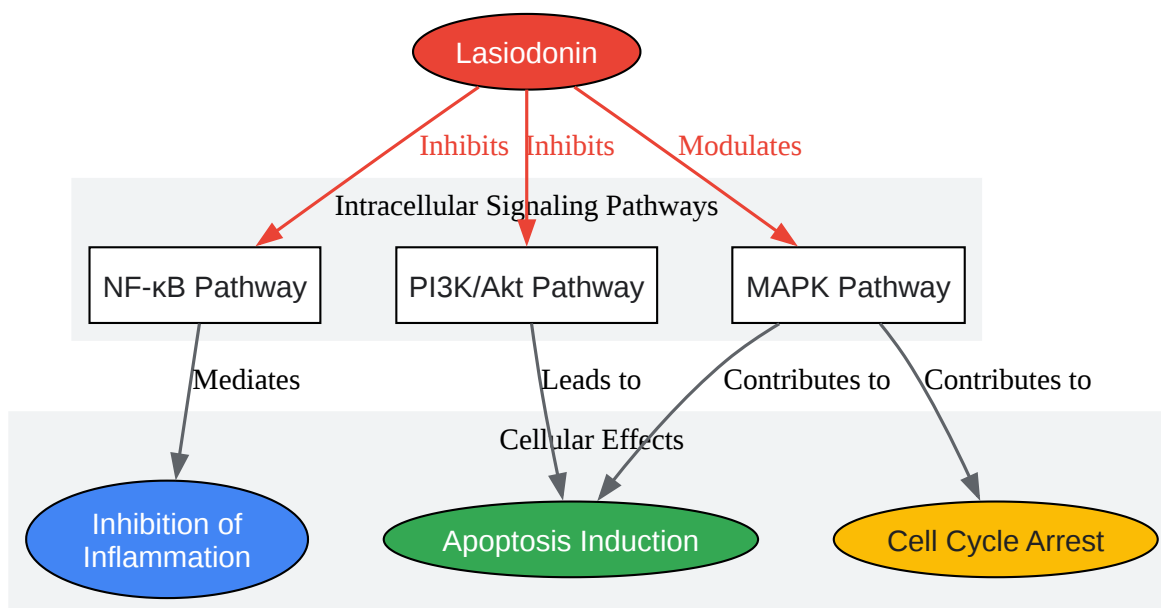 Lasiodonin
Inhibits
Inhibits
Modulates
Intracellular Signaling Pathways
NF-κB Pathway
PI3K/Akt Pathway
MAPK Pathway
Mediates
Leads to
Contributes to
Contributes to
Cellular Effects
Inhibition of
Inflammation
Apoptosis Induction
Cell Cycle Arrest